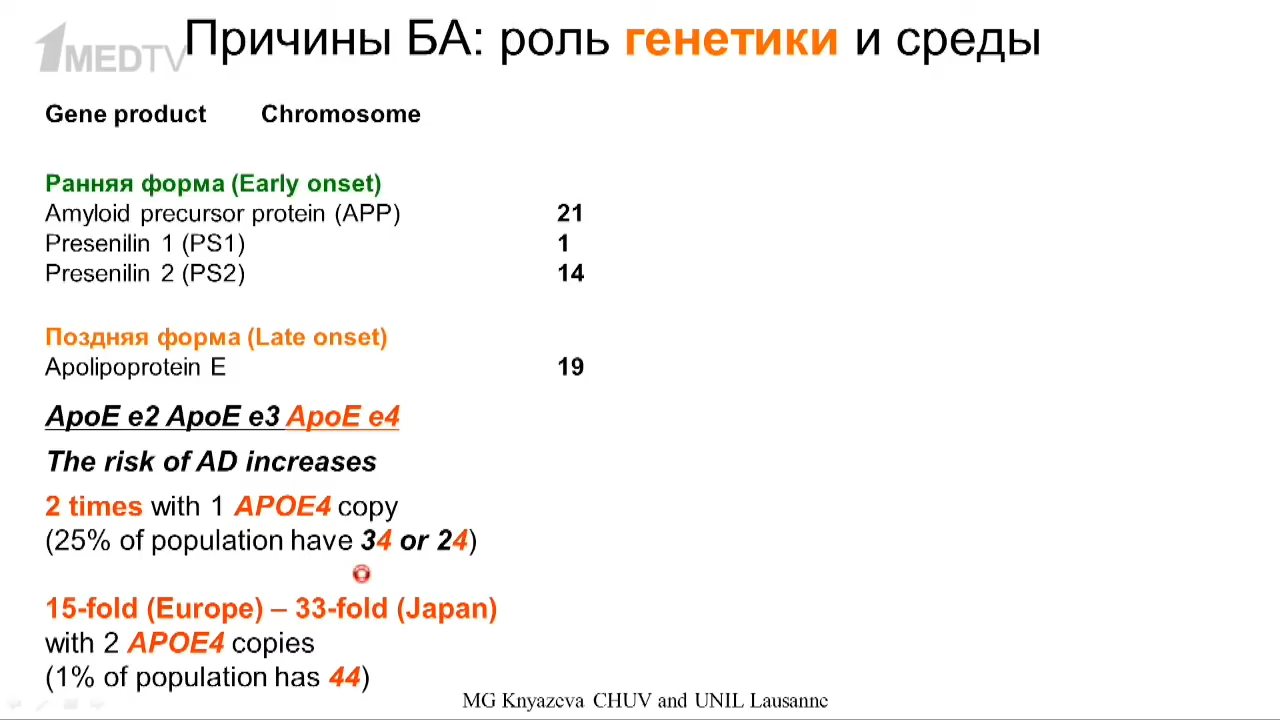 1MEDTV
Причины БА: роль генетики и среды
Gene product Chromosome
Ранняя форма (Early onset)
Amyloid precursor protein (APP) 21
Presenilin 1 (PS1) 1
Presenilin 2 (PS2) 14
Поздняя форма (Late onset)
Apolipoprotein E 19
ApoE e2 ApoE e3 ApoE e4
The risk of AD increases
2 times with 1 APOE4 copy
(25% of population have 34 or 24)
15-fold (Europe) – 33-fold (Japan)
with 2 APOE4 copies
(1% of population has 44)
MG Knyazeva CHUV and UNIL Lausanne